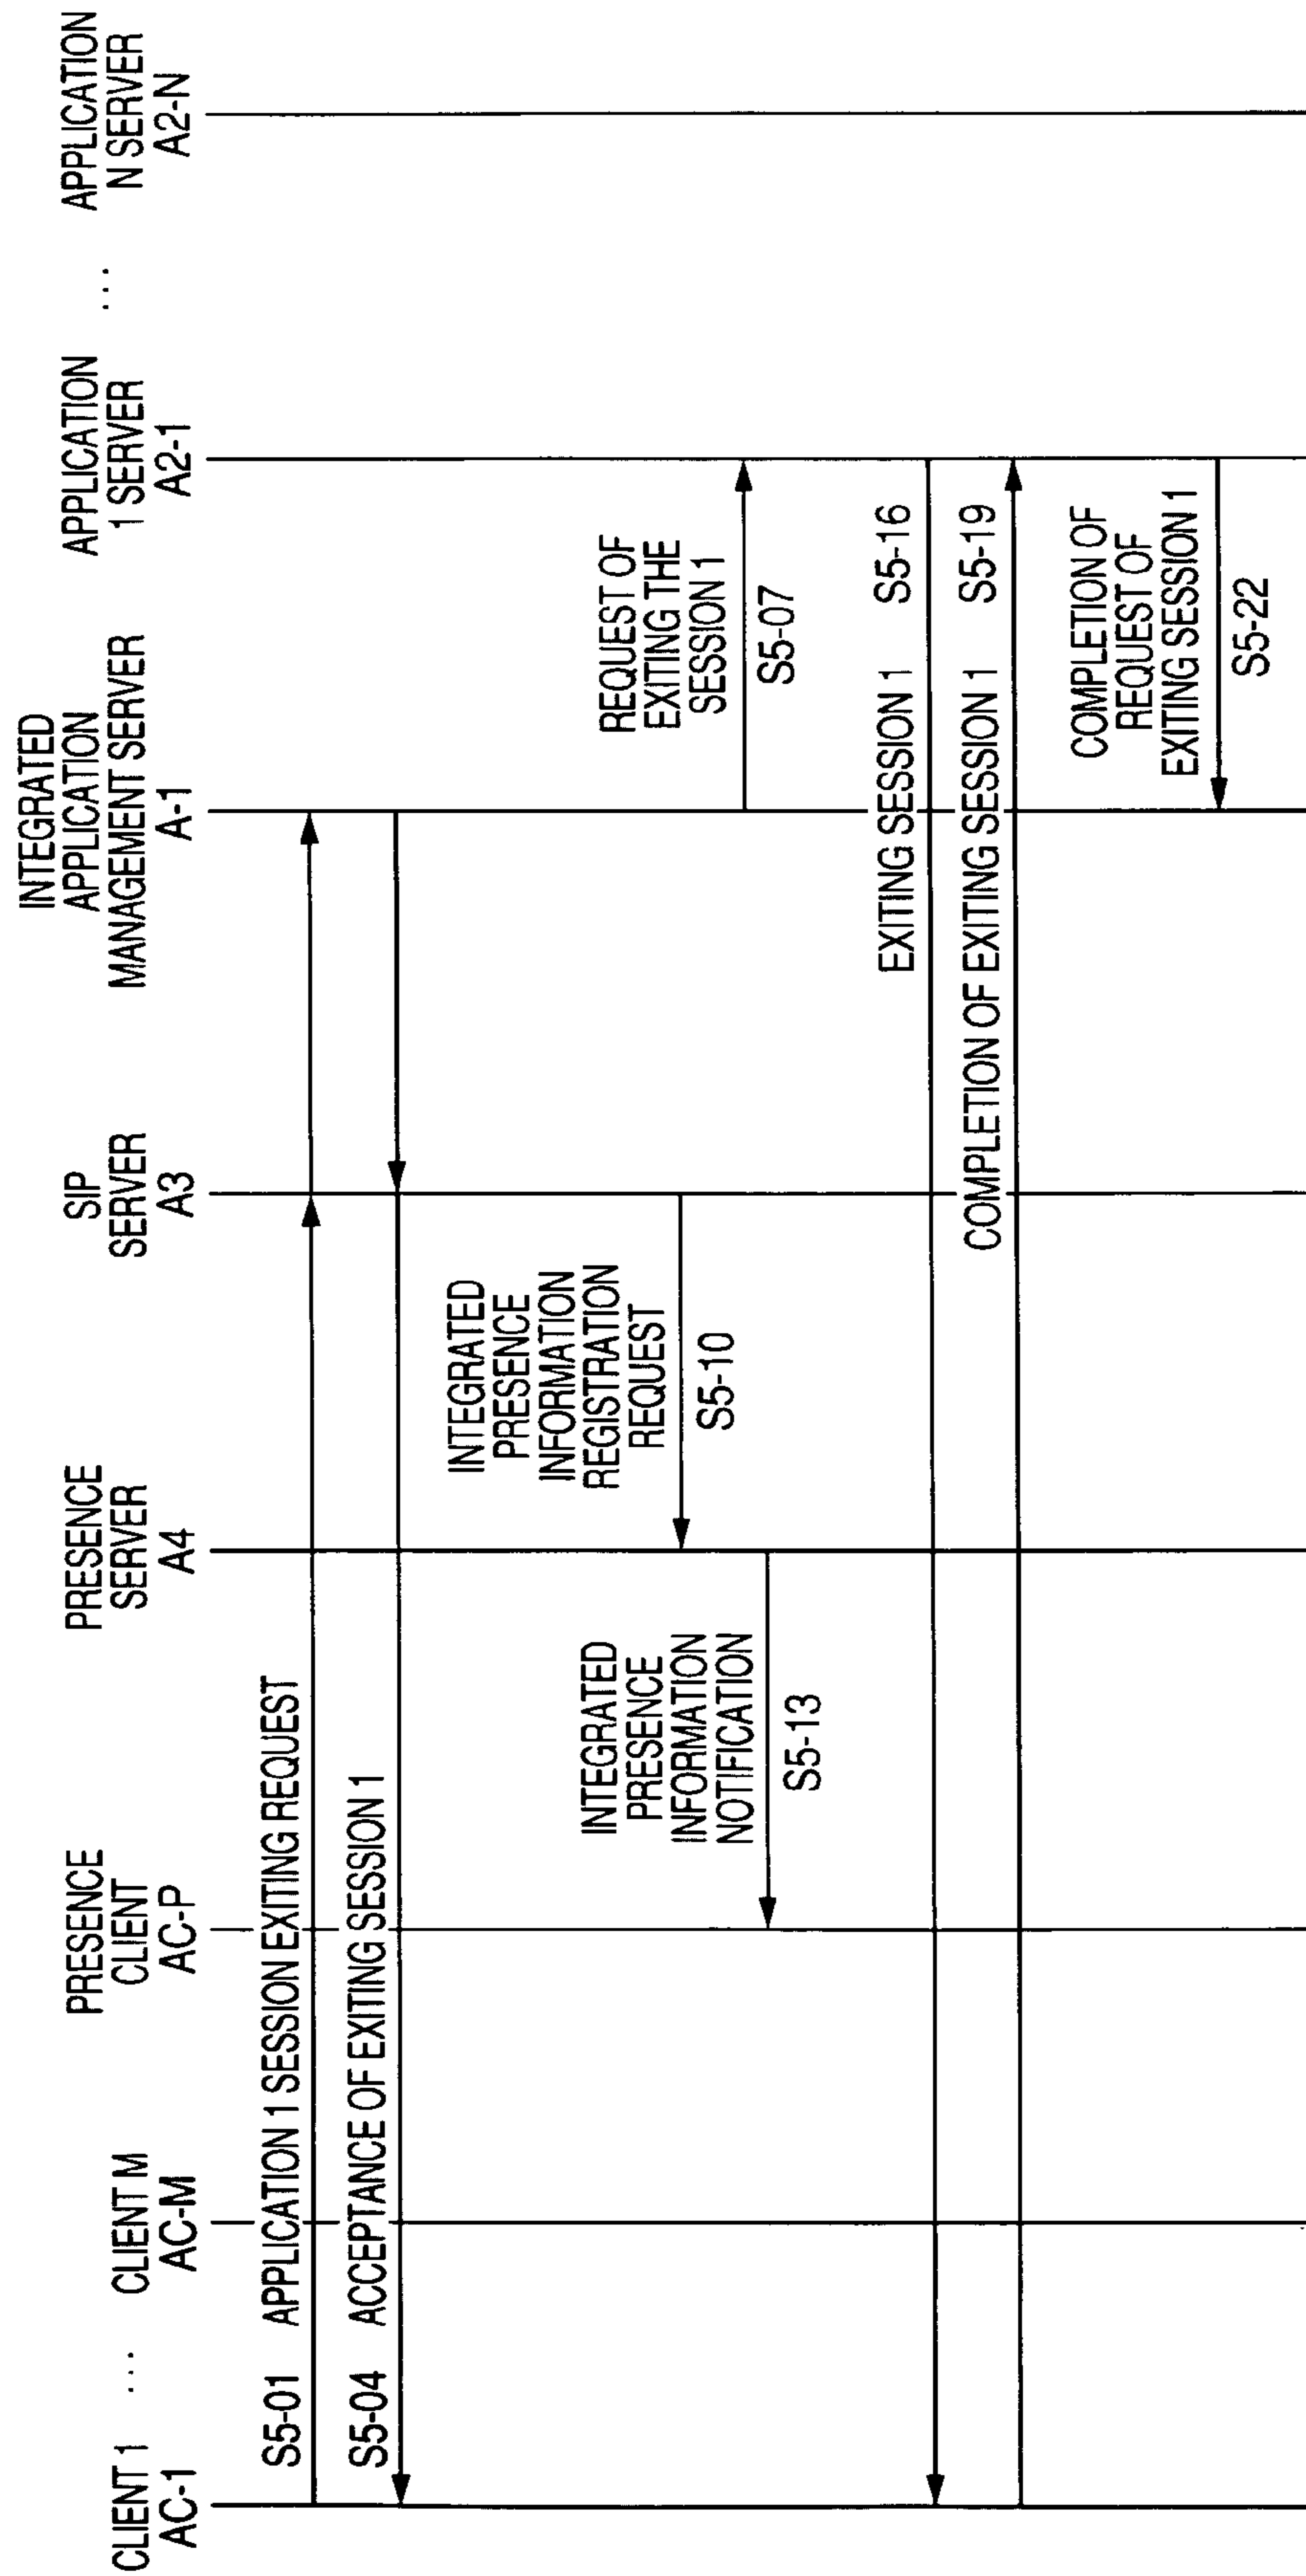 CLIENT 1
AC-1
...
CLIENT M
AC-M
PRESENCE
CLIENT
AC-P
PRESENCE
SERVER
A4
SIP
SERVER
A3
INTEGRATED
APPLICATION
MANAGEMENT SERVER
A-1
APPLICATION
1 SERVER
A2-1
...
APPLICATION
N SERVER
A2-N
S5-01 APPLICATION 1 SESSION EXITING REQUEST
S5-04 ACCEPTANCE OF EXITING SESSION 1
INTEGRATED
PRESENCE
INFORMATION
REGISTRATION
REQUEST
S5-10
INTEGRATED
PRESENCE
INFORMATION
NOTIFICATION
S5-13
REQUEST OF
EXITING THE
SESSION 1
S5-07
EXITING SESSION 1 S5-16
COMPLETION OF EXITING SESSION 1 S5-19
COMPLETION OF
REQUEST OF
EXITING SESSION 1
S5-22